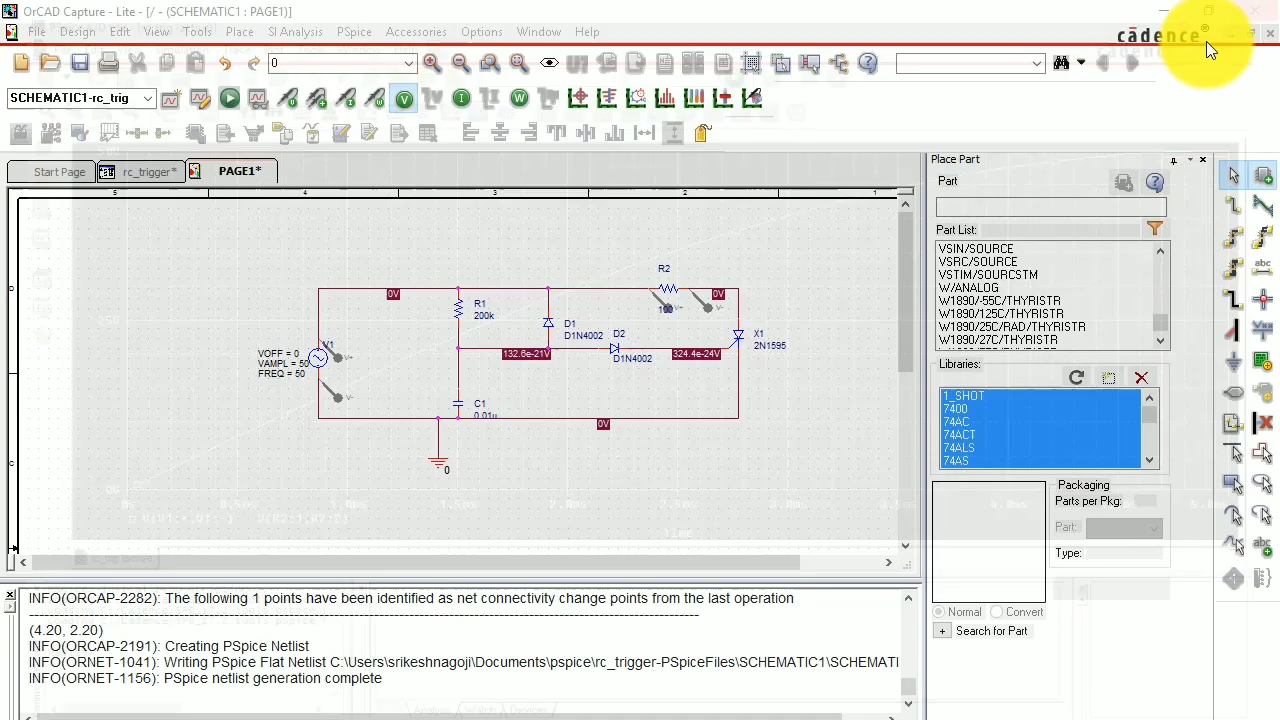 OrCAD Capture - Lite - [/ - (SCHEMATIC1 : PAGE1)]
File Design Edit View Tools Place SI Analysis PSpice Accessories Options Window Help
cādence
0
SCHEMATIC1-rc_trig
Start Page
rc_trigger*
PAGE1*
5 4 3 2 1
R2
0V
0V
100
V+
V-
R1
200k
D1
D1N4002
D2
D1N4002
X1
2N1595
V1
V+
VOFF = 0
VAMPL = 50
FREQ = 50
132.6e-21V
324.4e-24V
V-
C1
0.01u
0V
0
Place Part
Part
Part List:
VSIN/SOURCE
VSRC/SOURCE
VSTIM/SOURCSTM
W/ANALOG
W1890/-55C/THYRISTR
W1890/125C/THYRISTR
W1890/25C/RAD/THYRISTR
W1890/27C/THYRISTR
Libraries:
1_SHOT
7400
74AC
74ACT
74ALS
74AS
Packaging
Parts per Pkg:
Part:
Type:
Normal Convert
Search for Part
INFO(ORCAP-2282): The following 1 points have been identified as net connectivity change points from the last operation
(4.20, 2.20)
INFO(ORCAP-2191): Creating PSpice Netlist
INFO(ORNET-1041): Writing PSpice Flat Netlist C:\Users\srikeshnagoji\Documents\pspice\rc_trigger-PSpiceFiles\SCHEMATIC1\SCHEMATI
INFO(ORNET-1156): PSpice netlist generation complete